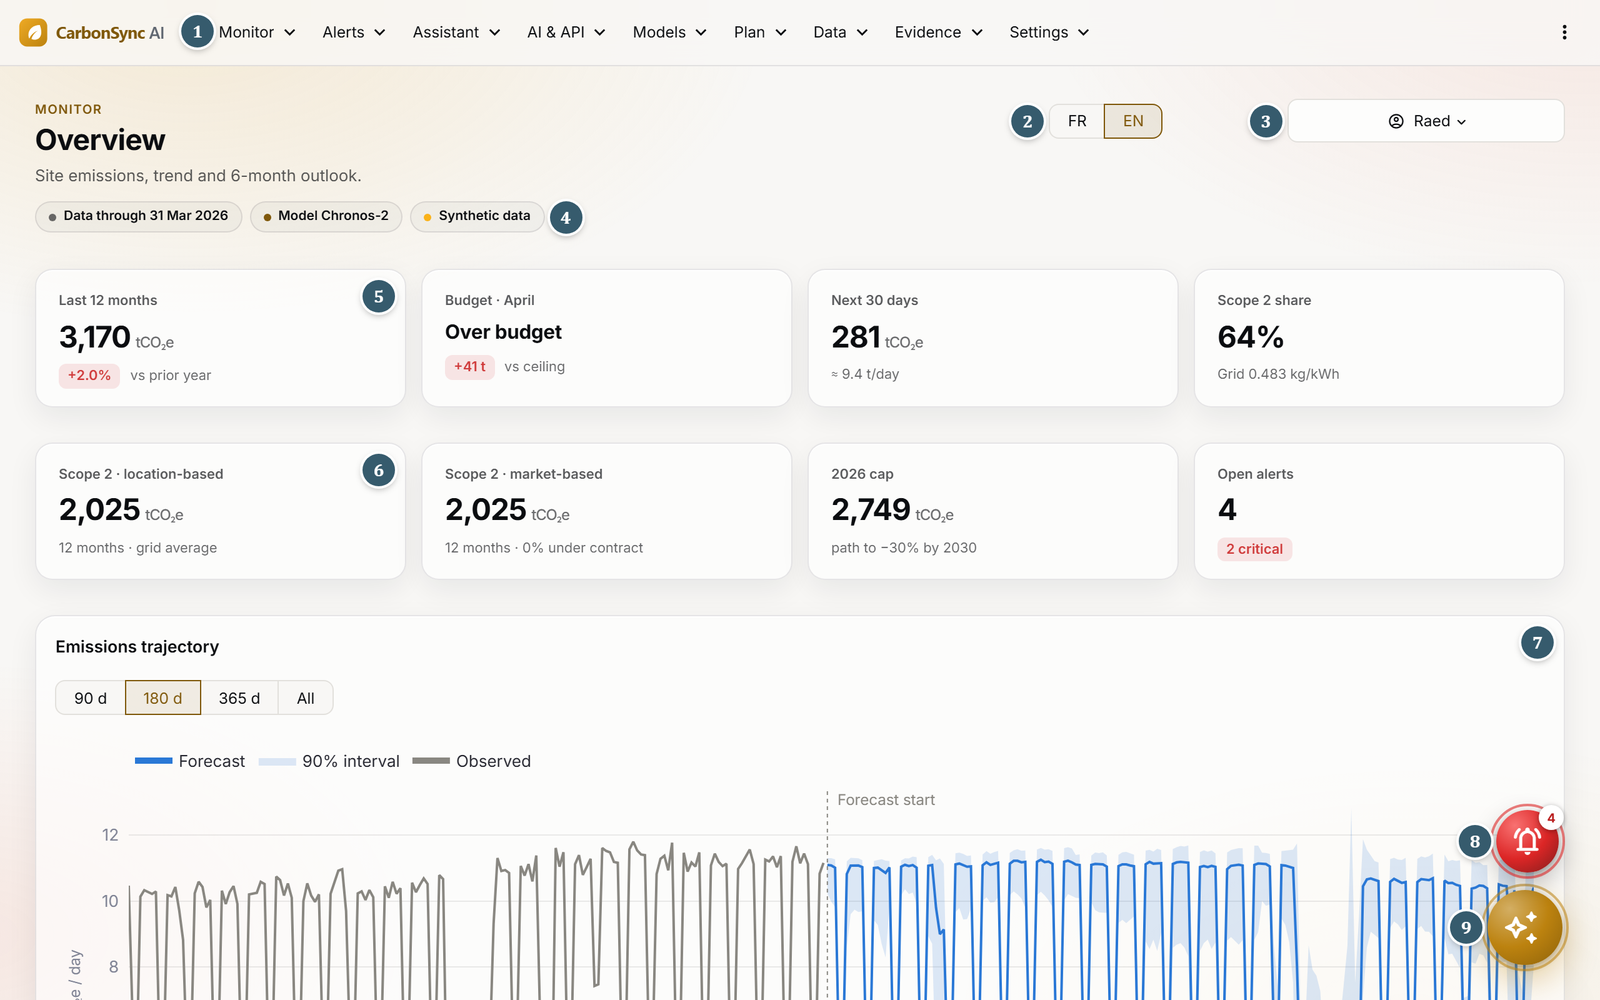 CarbonSync AI
1
Monitor
Alerts
Assistant
AI & API
Models
Plan
Data
Evidence
Settings
MONITOR
Overview
Site emissions, trend and 6-month outlook.
2
FR
EN
3
Raed
Data through 31 Mar 2026
Model Chronos-2
Synthetic data
4
Last 12 months
5
3,170 tCO₂e
+2.0% vs prior year
Budget · April
Over budget
+41 t vs ceiling
Next 30 days
281 tCO₂e
≈ 9.4 t/day
Scope 2 share
64%
Grid 0.483 kg/kWh
Scope 2 · location-based
6
2,025 tCO₂e
12 months · grid average
Scope 2 · market-based
2,025 tCO₂e
12 months · 0% under contract
2026 cap
2,749 tCO₂e
path to −30% by 2030
Open alerts
4
2 critical
Emissions trajectory
7
90 d
180 d
365 d
All
Forecast
90% interval
Observed
Forecast start
12
10
8
e / day
8
4
9